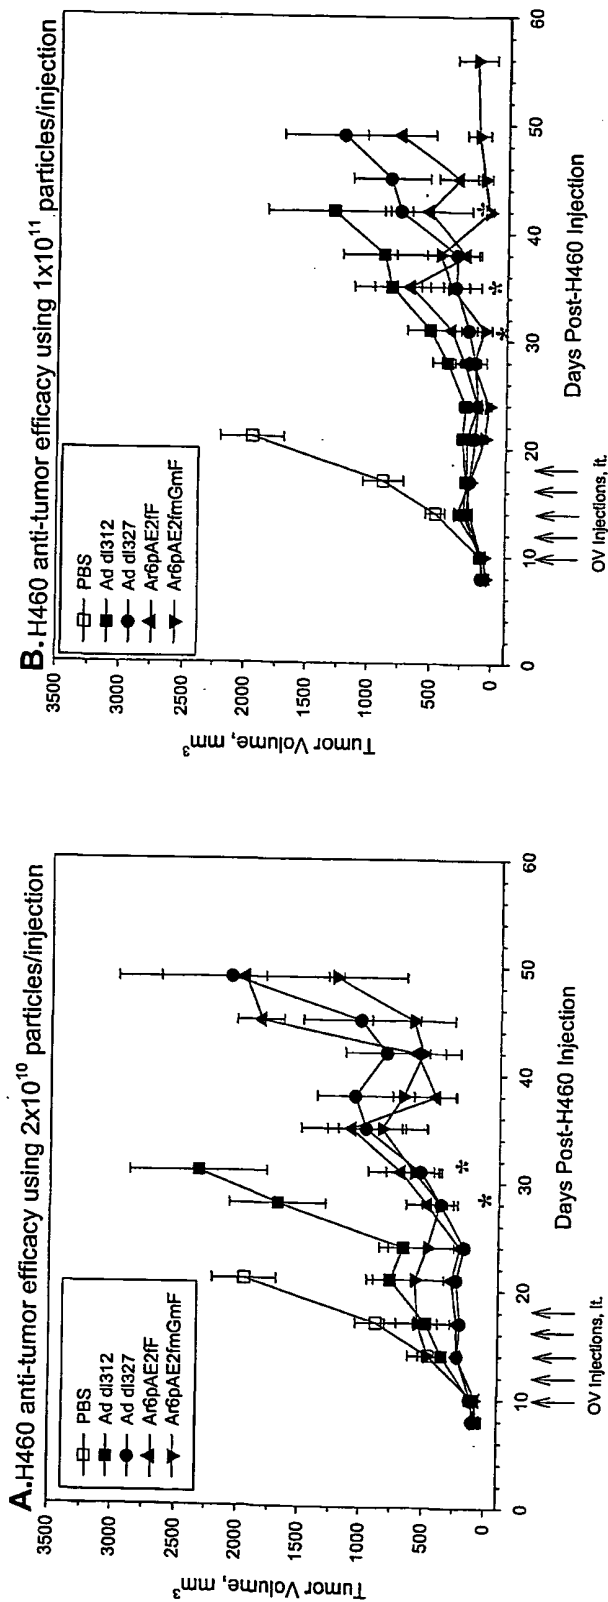 A.H460 anti-tumor efficacy using 2x10^10 particles/injection
PBS
Ad dl312
Ad dl327
Ar6pAE2fF
Ar6pAE2fmGmF
Tumor Volume, mm³
3500
3000
2500
2000
1500
1000
500
0
0
10
20
30
40
50
60
*
*
Days Post-H460 Injection
OV Injections, it.
B.H460 anti-tumor efficacy using 1x10^11 particles/injection
PBS
Ad dl312
Ad dl327
Ar6pAE2fF
Ar6pAE2fmGmF
Tumor Volume, mm³
3500
3000
2500
2000
1500
1000
500
0
0
10
20
30
40
50
60
*
*
*
Days Post-H460 Injection
OV Injections, it.